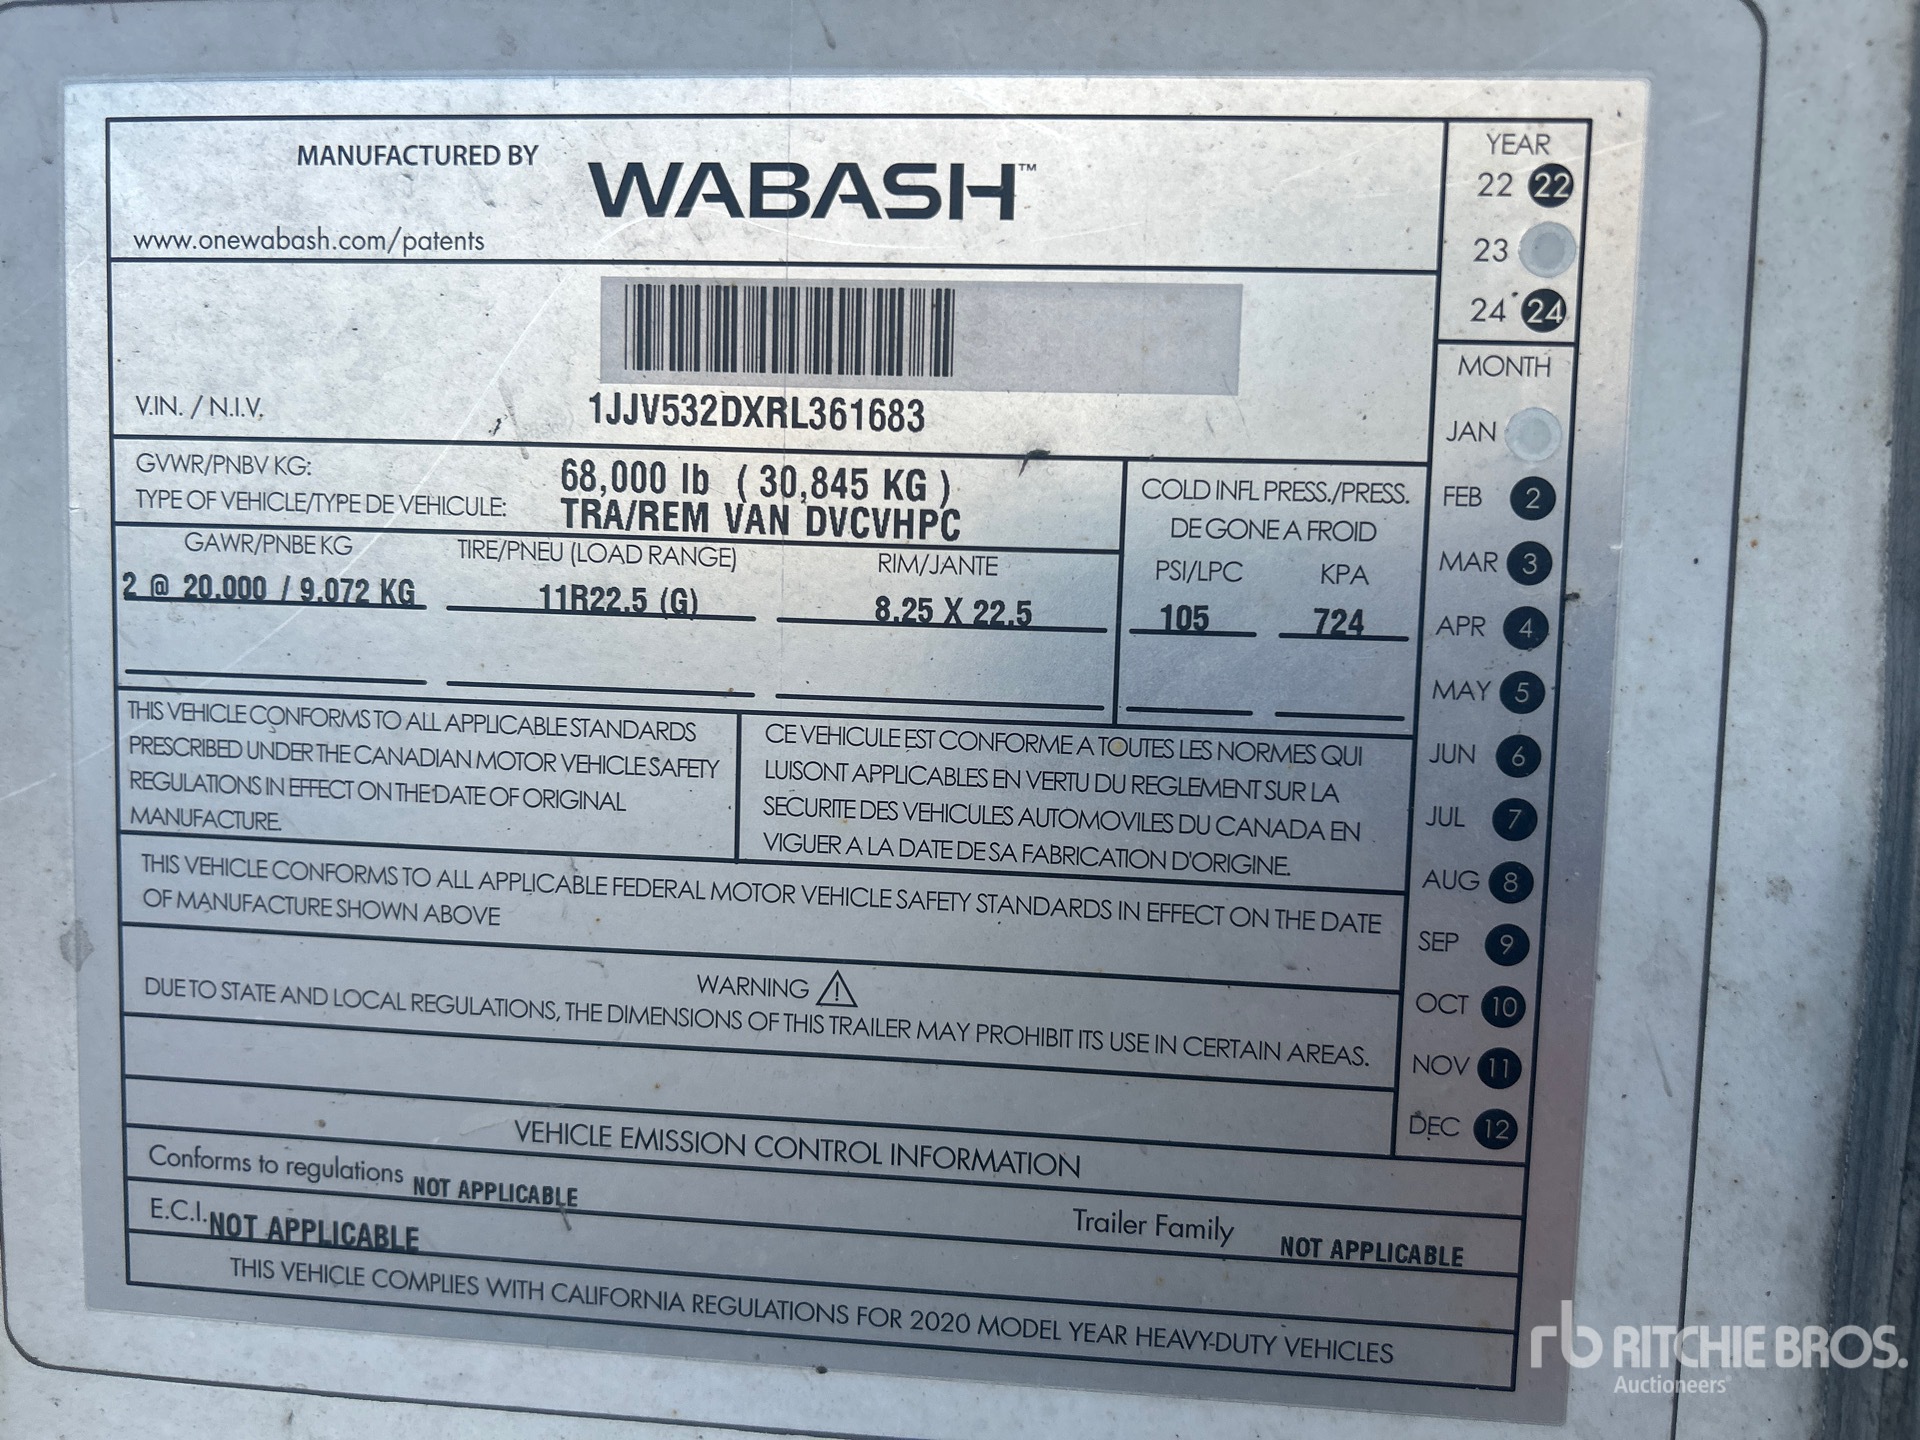 MANUFACTURED BY WABASH™
www.onewabash.com/patents
V.IN. / N.I.V. 1JJV532DXRL361683
GVWR/PNBV KG: 68,000 lb ( 30,845 KG )
TYPE OF VEHICLE/TYPE DE VEHICULE: TRA/REM VAN DVCVHPC
GAWR/PNBE KG TIRE/PNEU (LOAD RANGE) RIM/JANTE
2 @ 20,000 / 9,072 KG 11R22.5 (G) 8.25 X 22.5
COLD INFL PRESS./PRESS.
DE GONE A FROID
PSI/LPC KPA
105 724
THIS VEHICLE CONFORMS TO ALL APPLICABLE STANDARDS
PRESCRIBED UNDER THE CANADIAN MOTOR VEHICLE SAFETY
REGULATIONS IN EFFECT ON THE DATE OF ORIGINAL
MANUFACTURE.
CE VEHICULE EST CONFORME A TOUTES LES NORMES QUI
LUISONT APPLICABLES EN VERTU DU REGLEMENT SUR LA
SECURITE DES VEHICULES AUTOMOVILES DU CANADA EN
VIGUER A LA DATE DE SA FABRICATION D'ORIGINE.
THIS VEHICLE CONFORMS TO ALL APPLICABLE FEDERAL MOTOR VEHICLE SAFETY STANDARDS IN EFFECT ON THE DATE
OF MANUFACTURE SHOWN ABOVE
WARNING
DUE TO STATE AND LOCAL REGULATIONS, THE DIMENSIONS OF THIS TRAILER MAY PROHIBIT ITS USE IN CERTAIN AREAS.
VEHICLE EMISSION CONTROL INFORMATION
Conforms to regulations NOT APPLICABLE
E.C.I. NOT APPLICABLE Trailer Family NOT APPLICABLE
THIS VEHICLE COMPLIES WITH CALIFORNIA REGULATIONS FOR 2020 MODEL YEAR HEAVY-DUTY VEHICLES
YEAR
22 22
23
24 24
MONTH
JAN
FEB 2
MAR 3
APR 4
MAY 5
JUN 6
JUL 7
AUG 8
SEP 9
OCT 10
NOV 11
DEC 12
rb RITCHIE BROS.
Auctioneers